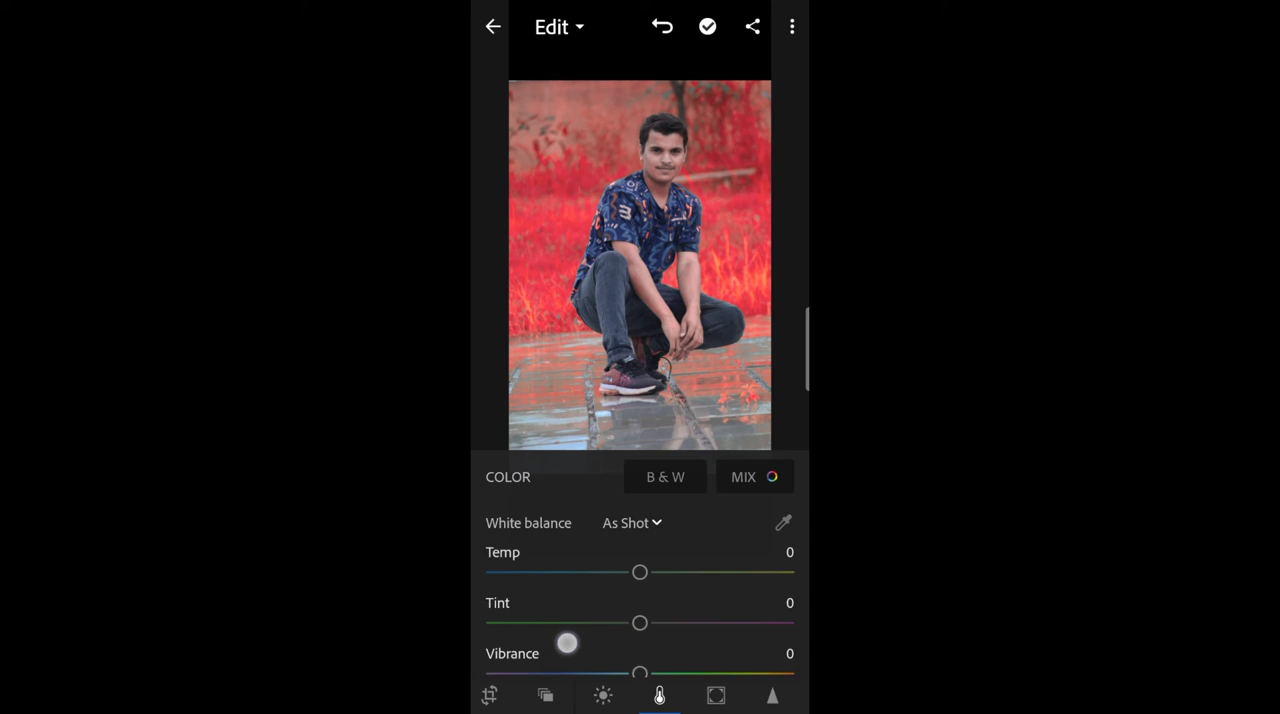 Edit
COLOR B & W MIX
White balance As Shot
Temp 0
Tint 0
Vibrance 0